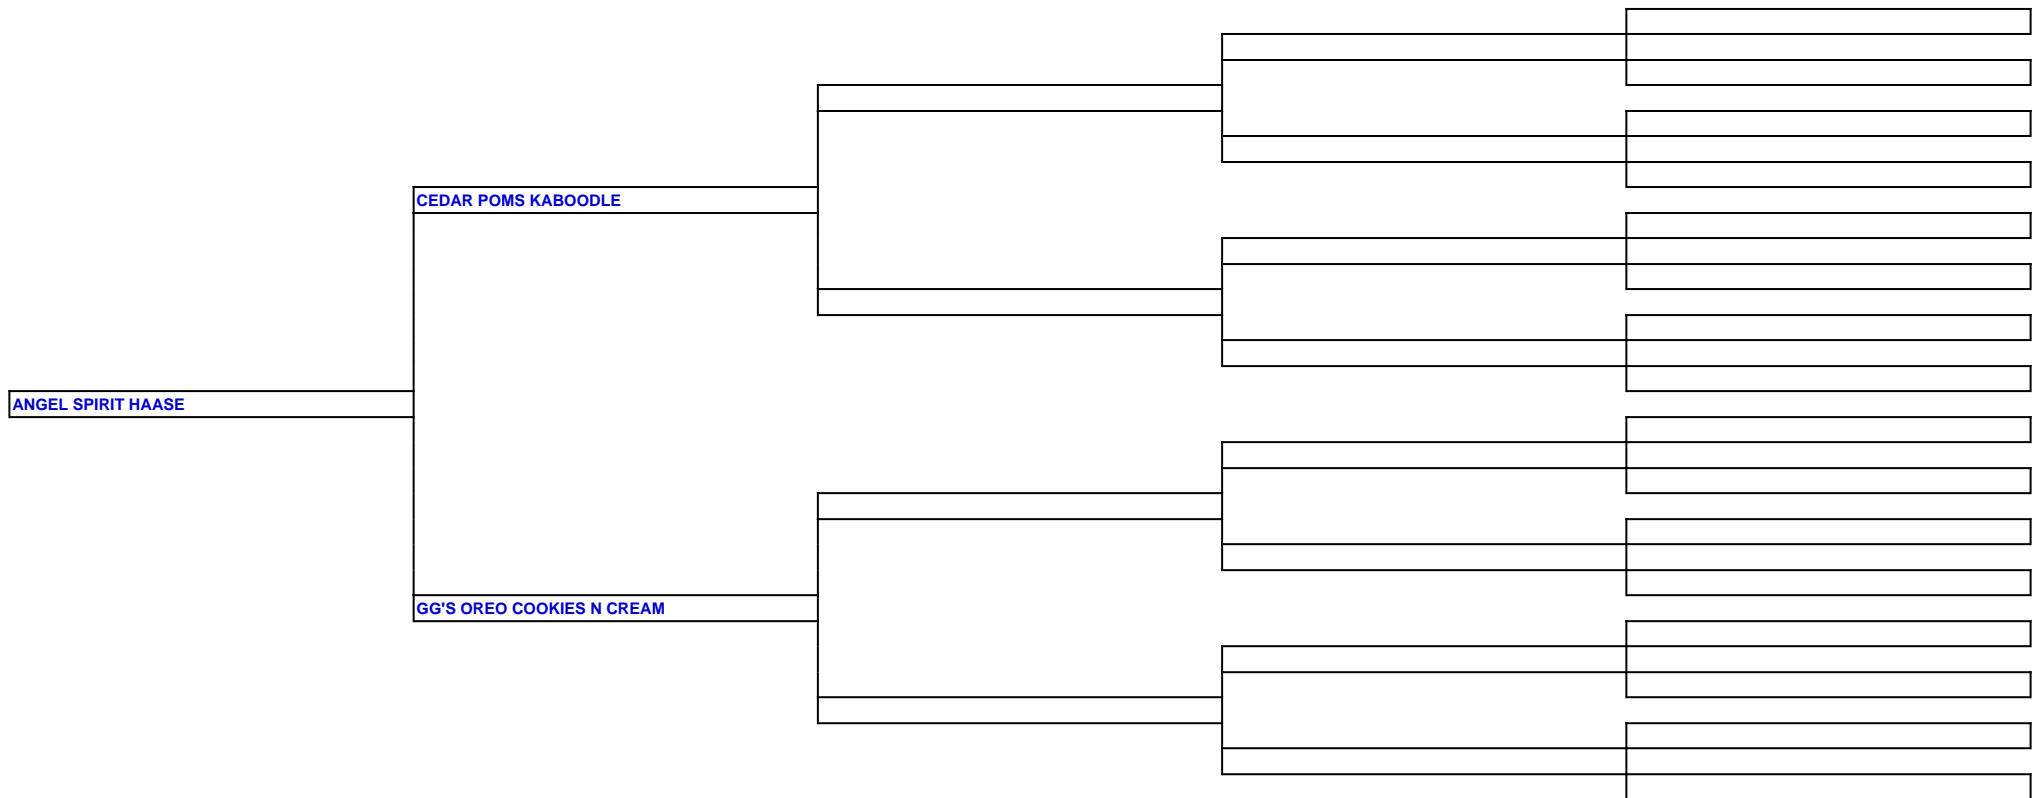 CEDAR POMS KABOODLE
ANGEL SPIRIT HAASE
GG'S OREO COOKIES N CREAM